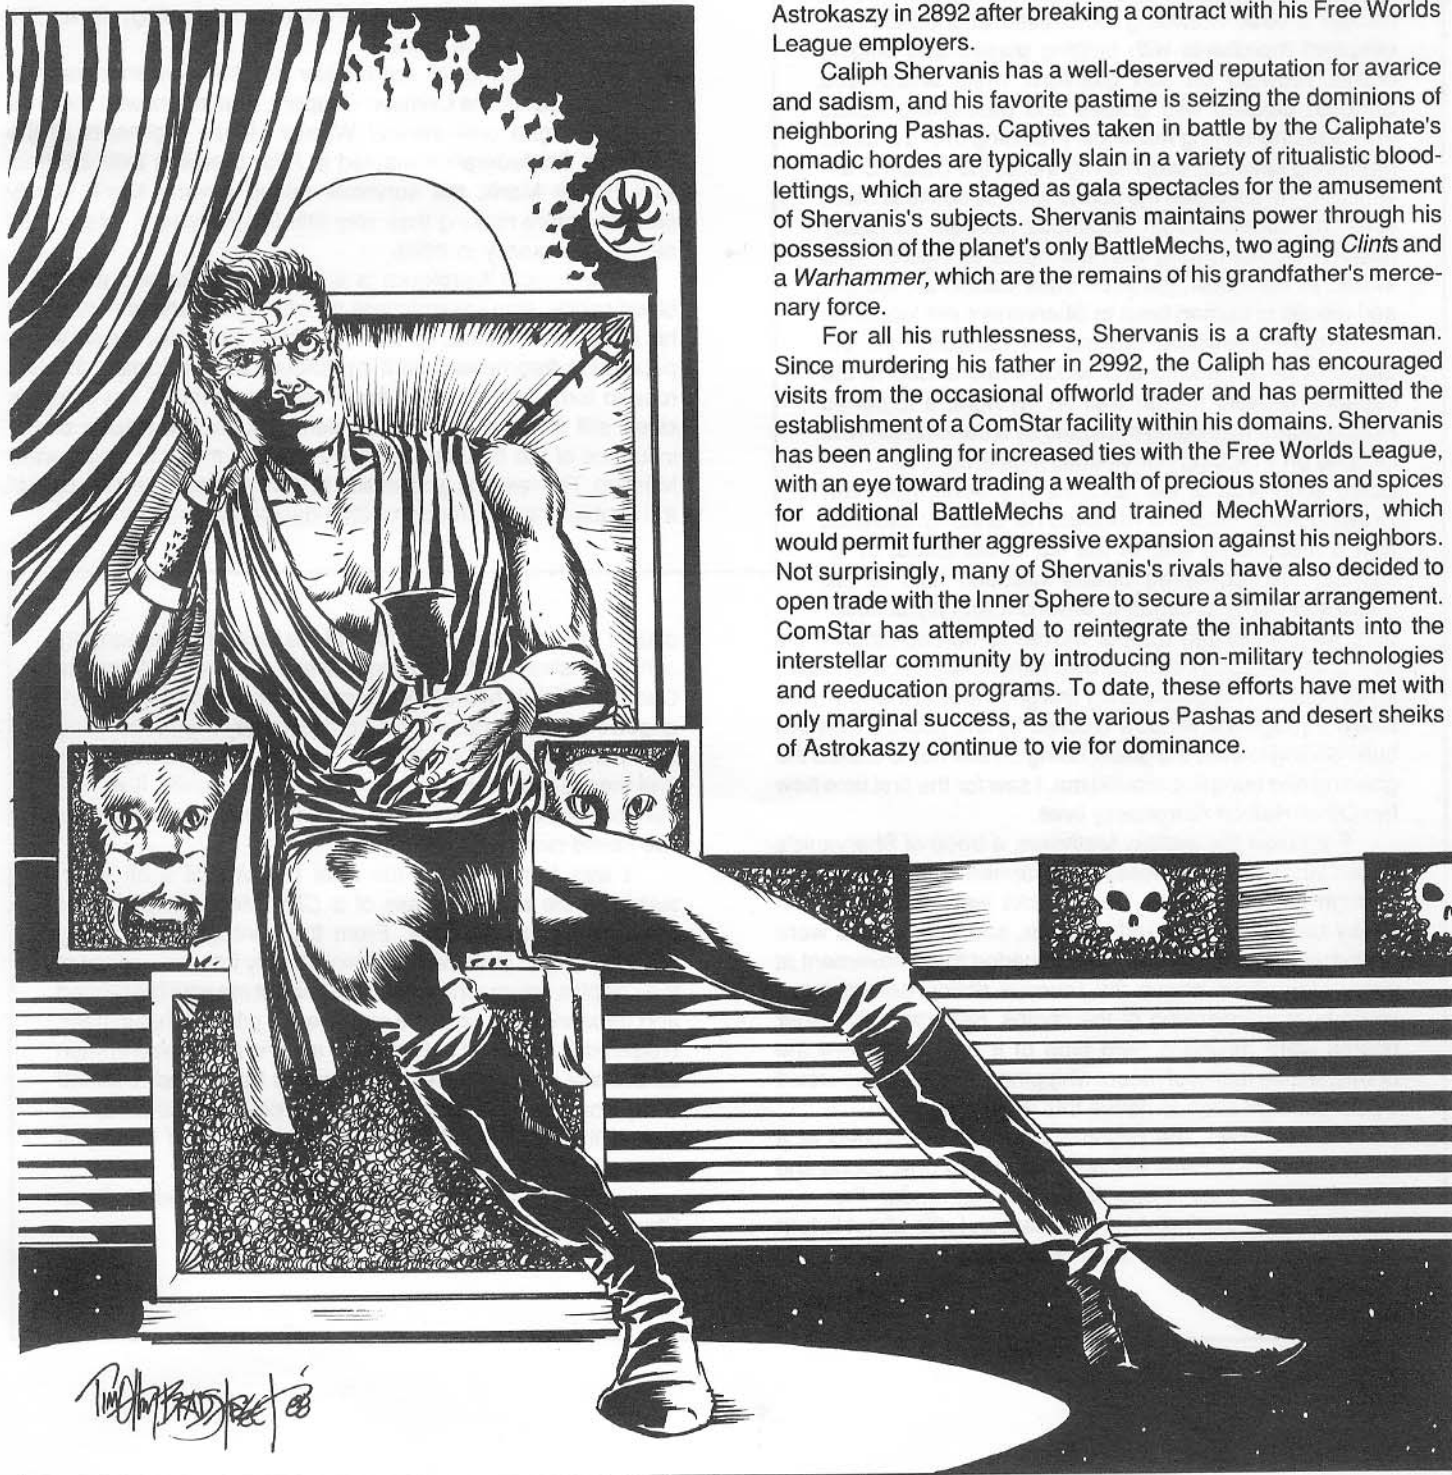 Astrokaszy in 2892 after breaking a contract with his Free Worlds
League employers.
Caliph Shervanis has a well-deserved reputation for avarice
and sadism, and his favorite pastime is seizing the dominions of
neighboring Pashas. Captives taken in battle by the Caliphate's
nomadic hordes are typically slain in a variety of ritualistic blood-
lettings, which are staged as gala spectacles for the amusement
of Shervanis's subjects. Shervanis maintains power through his
possession of the planet's only BattleMechs, two aging Clints and
a Warhammer, which are the remains of his grandfather's merce-
nary force.
For all his ruthlessness, Shervanis is a crafty statesman.
Since murdering his father in 2992, the Caliph has encouraged
visits from the occasional offworld trader and has permitted the
establishment of a ComStar facility within his domains. Shervanis
has been angling for increased ties with the Free Worlds League,
with an eye toward trading a wealth of precious stones and spices
for additional BattleMechs and trained MechWarriors, which
would permit further aggressive expansion against his neighbors.
Not surprisingly, many of Shervanis's rivals have also decided to
open trade with the Inner Sphere to secure a similar arrangement.
ComStar has attempted to reintegrate the inhabitants into the
interstellar community by introducing non-military technologies
and reeducation programs. To date, these efforts have met with
only marginal success, as the various Pashas and desert sheiks
of Astrokaszy continue to vie for dominance.
Timothy Bradstreet '88